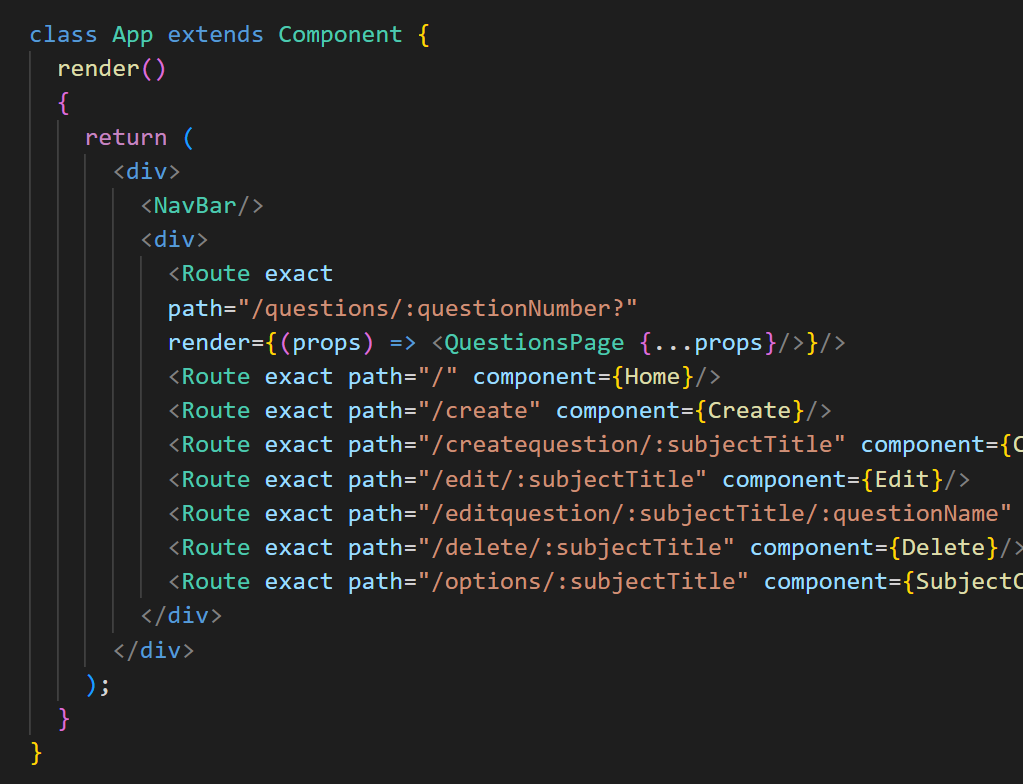 class App extends Component {
render()
{
return (
<div>
<NavBar/>
<div>
<Route exact
path="/questions/:questionNumber?"
render={(props) => <QuestionsPage {...props}/>}/>
<Route exact path="/" component={Home}/>
<Route exact path="/create" component={Create}/>
<Route exact path="/createquestion/:subjectTitle" component={
<Route exact path="/edit/:subjectTitle" component={Edit}/>
<Route exact path="/editquestion/:subjectTitle/:questionName"
<Route exact path="/delete/:subjectTitle" component={Delete}/>
<Route exact path="/options/:subjectTitle" component={Subject
</div>
</div>
);
}
}